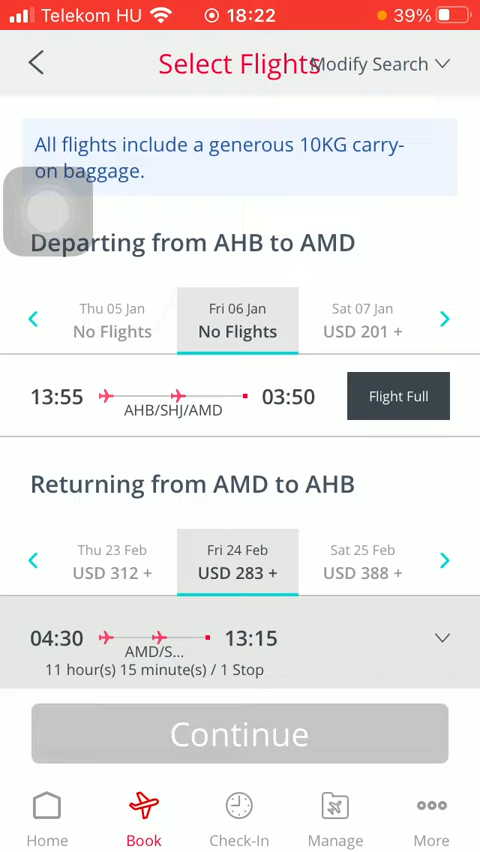 Telekom HU 18:22 39%
Select Flights Modify Search
All flights include a generous 10KG carry-
on baggage.
Departing from AHB to AMD
Thu 05 Jan Fri 06 Jan Sat 07 Jan
No Flights No Flights USD 201 +
13:55 03:50 Flight Full
AHB/SHJ/AMD
Returning from AMD to AHB
Thu 23 Feb Fri 24 Feb Sat 25 Feb
USD 312 + USD 283 + USD 388 +
04:30 13:15
AMD/S...
11 hour(s) 15 minute(s) / 1 Stop
Continue
Home Book Check-In Manage More